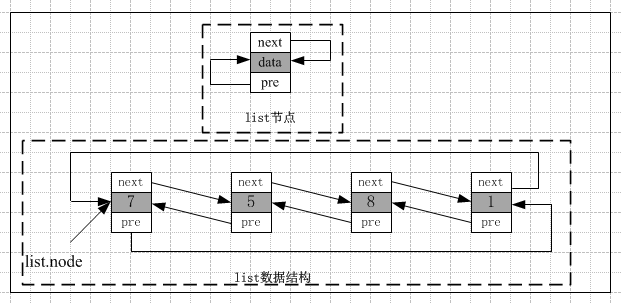 next
data
pre
list节点
next next next next
7 5 8 1
pre pre pre pre
list.node
list数据结构